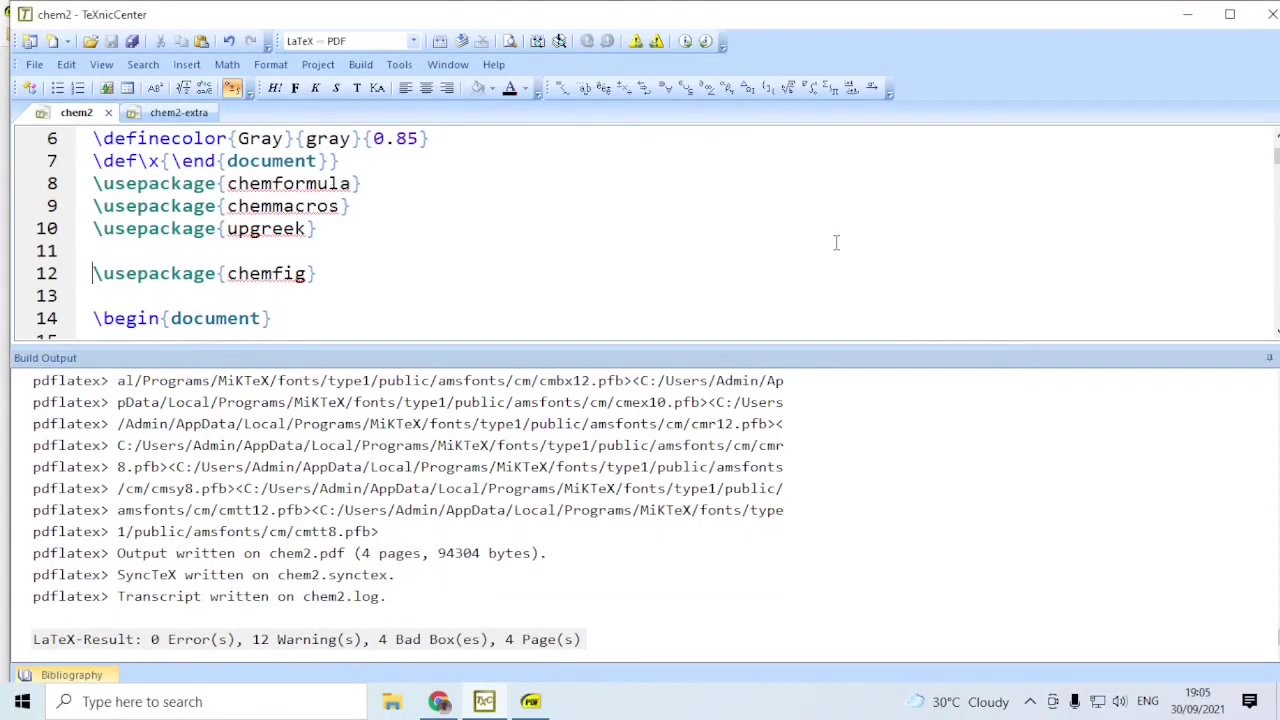 chem2 - TeXnicCenter
LaTeX ⇨ PDF
File Edit View Search Insert Math Format Project Build Tools Window Help
chem2 chem2-extra
6 \definecolor{Gray}{gray}{0.85}
7 \def\x{\end{document}}
8 \usepackage{chemformula}
9 \usepackage{chemmacros}
10 \usepackage{upgreek}
11
12 \usepackage{chemfig}
13
14 \begin{document}
15
Build Output
pdflatex> al/Programs/MiKTeX/fonts/type1/public/amsfonts/cm/cmbx12.pfb><C:/Users/Admin/Ap
pdflatex> pData/Local/Programs/MiKTeX/fonts/type1/public/amsfonts/cm/cmex10.pfb><C:/Users
pdflatex> /Admin/AppData/Local/Programs/MiKTeX/fonts/type1/public/amsfonts/cm/cmr12.pfb><
pdflatex> C:/Users/Admin/AppData/Local/Programs/MiKTeX/fonts/type1/public/amsfonts/cm/cmr
pdflatex> 8.pfb><C:/Users/Admin/AppData/Local/Programs/MiKTeX/fonts/type1/public/amsfonts
pdflatex> /cm/cmsy8.pfb><C:/Users/Admin/AppData/Local/Programs/MiKTeX/fonts/type1/public/
pdflatex> amsfonts/cm/cmtt12.pfb><C:/Users/Admin/AppData/Local/Programs/MiKTeX/fonts/type
pdflatex> 1/public/amsfonts/cm/cmtt8.pfb>
pdflatex> Output written on chem2.pdf (4 pages, 94304 bytes).
pdflatex> SyncTeX written on chem2.synctex.
pdflatex> Transcript written on chem2.log.
LaTeX-Result: 0 Error(s), 12 Warning(s), 4 Bad Box(es), 4 Page(s)
Bibliography
Type here to search
30°C Cloudy
ENG
19:05
30/09/2021